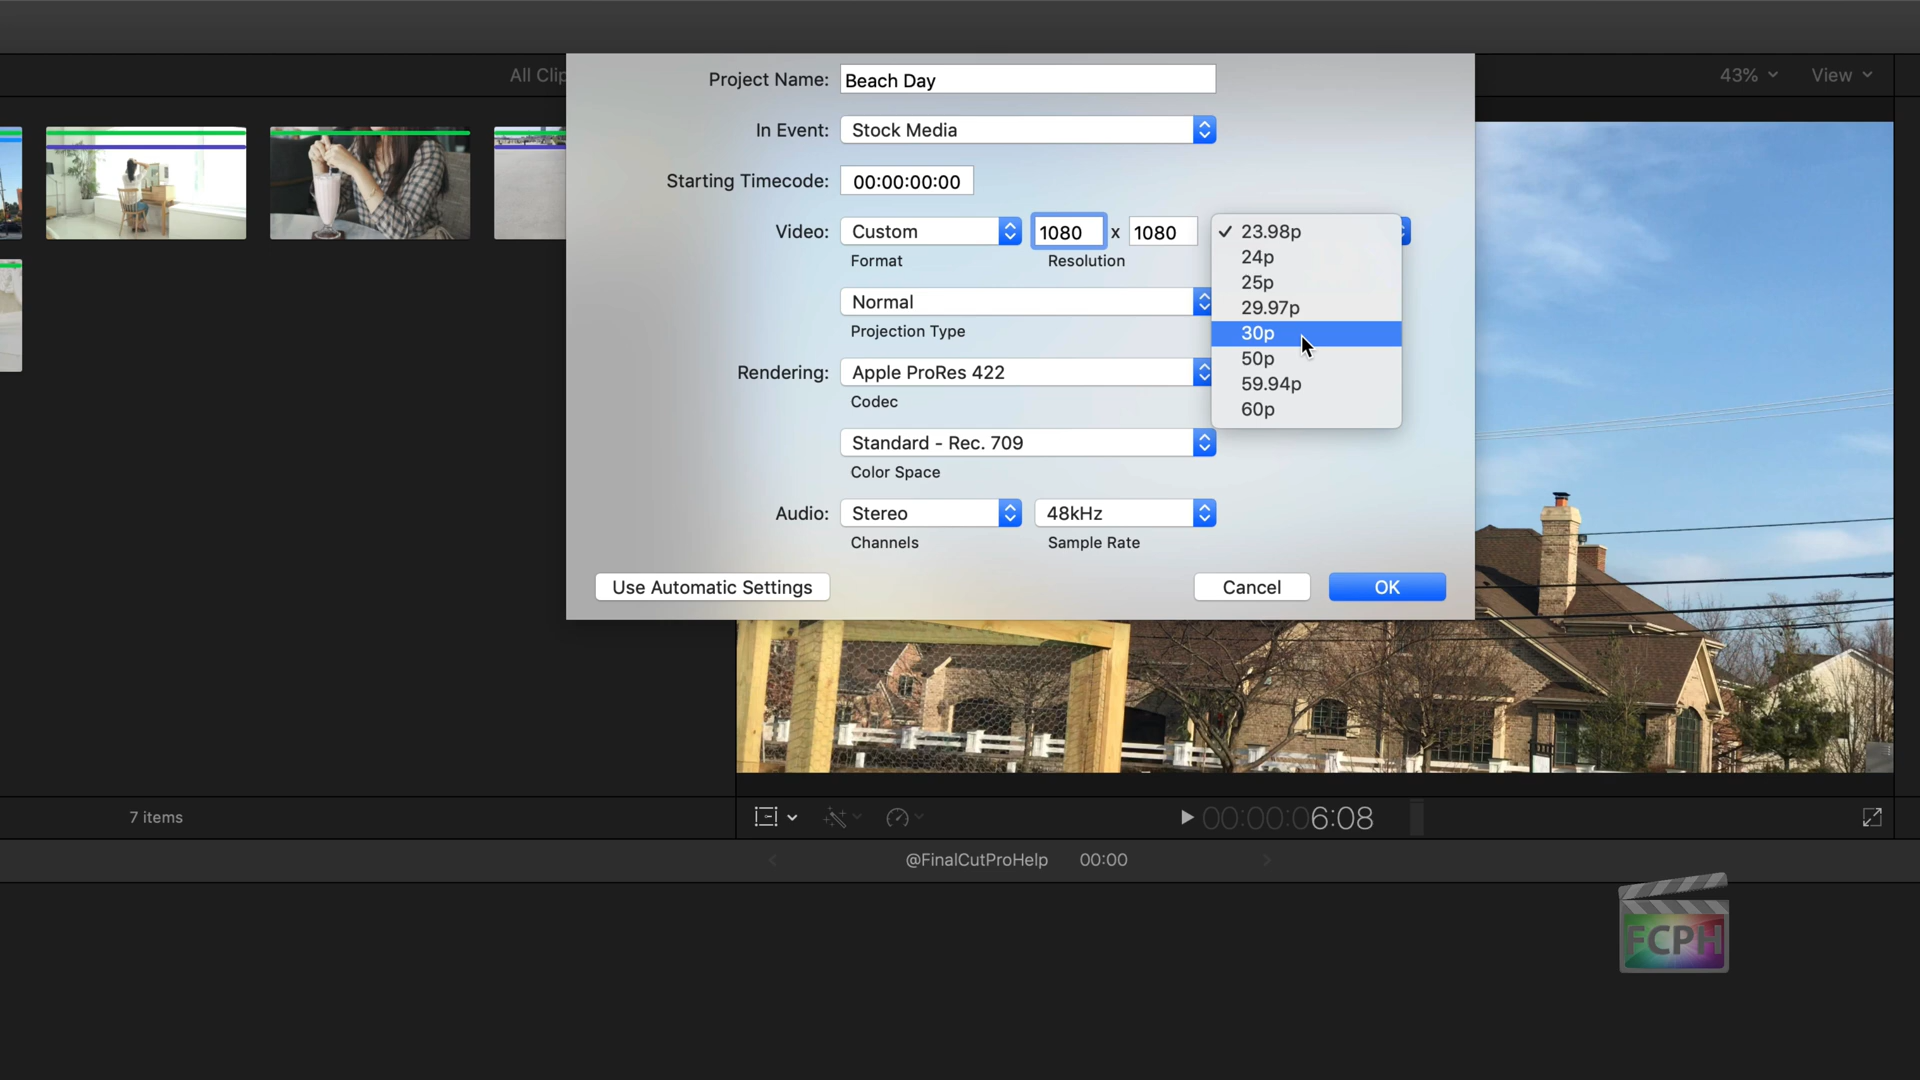 All Clip
43%
View
Project Name: Beach Day
In Event: Stock Media
Starting Timecode: 00:00:00:00
Video: Custom 1080 x 1080
Format Resolution
✓ 23.98p
24p
25p
29.97p
30p
50p
59.94p
60p
Normal
Projection Type
Rendering: Apple ProRes 422
Codec
Standard - Rec. 709
Color Space
Audio: Stereo 48kHz
Channels Sample Rate
Use Automatic Settings
Cancel
OK
7 items
00:00:06:08
@FinalCutProHelp 00:00
FCPH